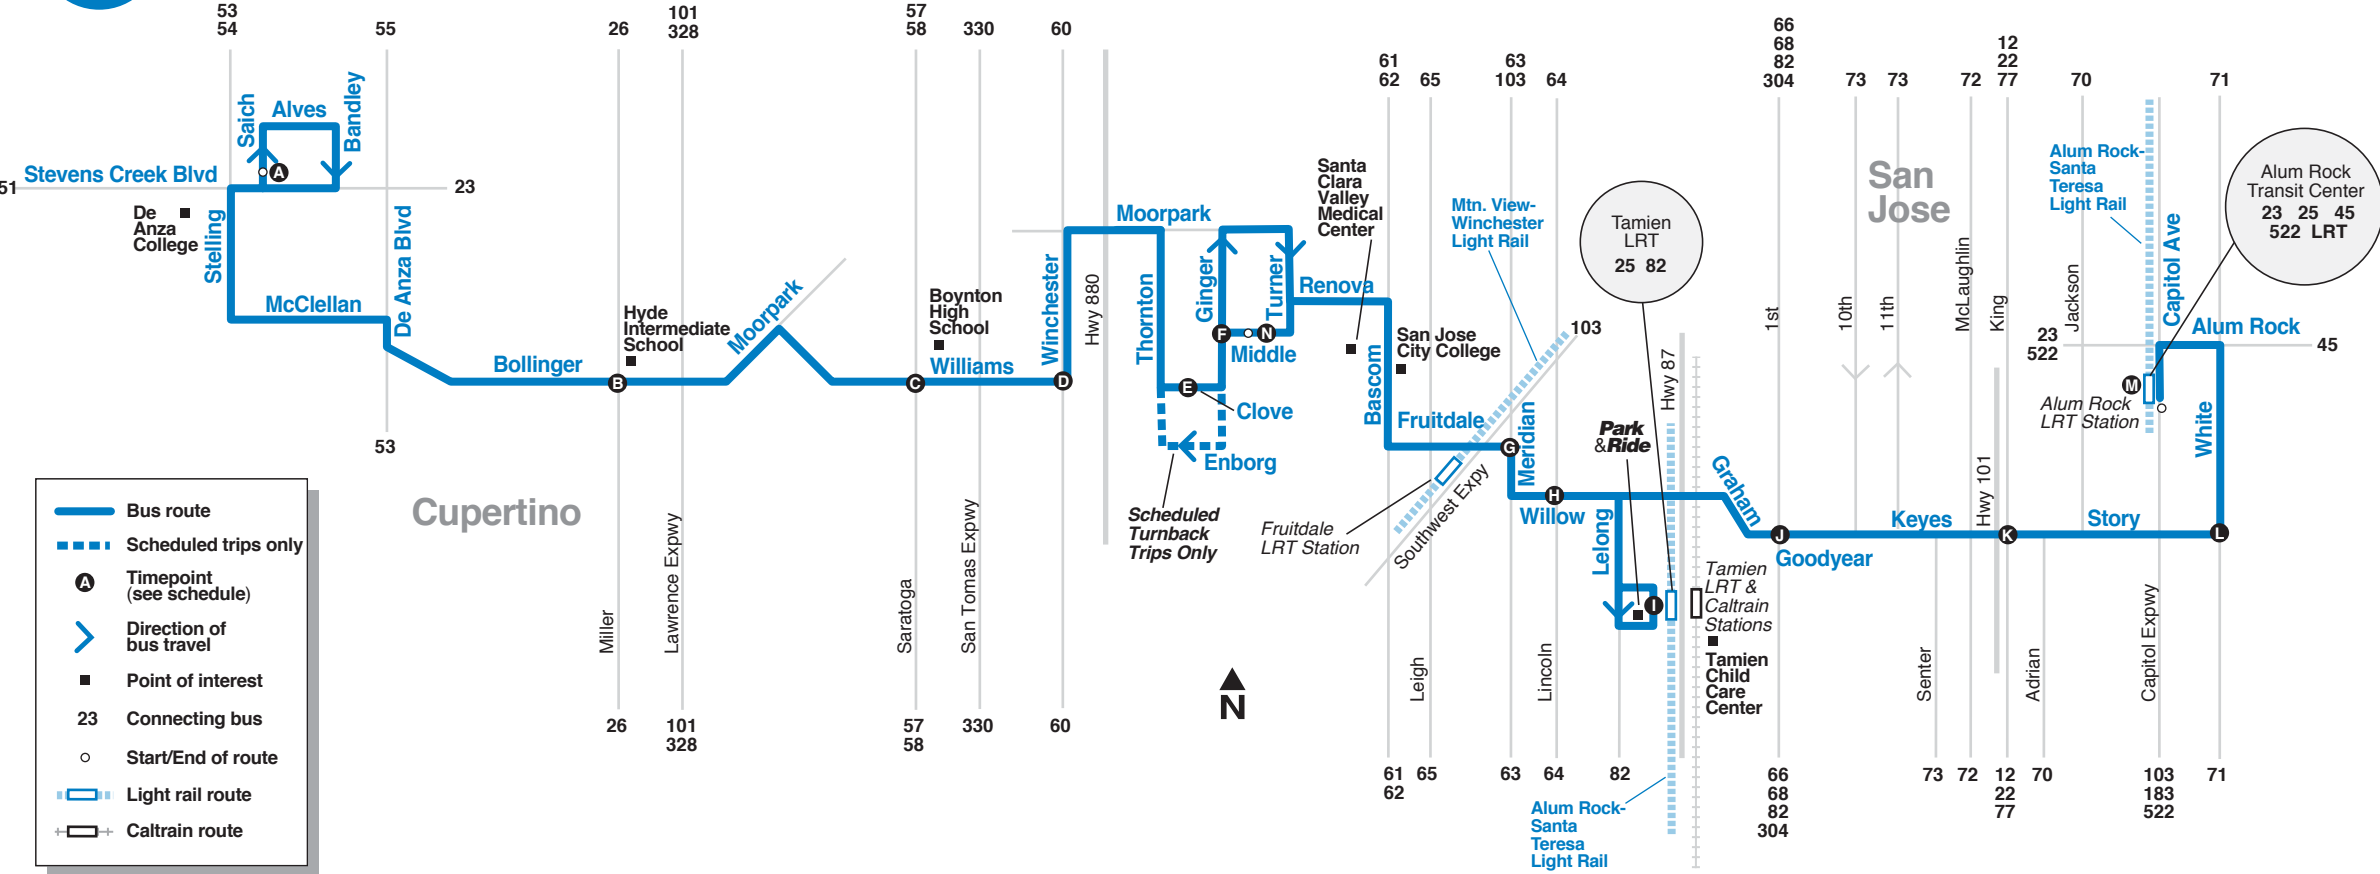 53
54
55
26
101
328
57
58
330
60
61
62
65
63
103
64
66
68
82
304
73
73
72
12
22
77
70
71
Saich
Alves
Bandley
Stevens Creek Blvd
51
A
23
De
Anza
College
Stelling
McClellan
De Anza Blvd
53
Bollinger
Cupertino
Hyde
Intermediate
School
B
Miller
26
Lawrence Expwy
101
328
Moorpark
Boynton
High
School
Williams
C
Saratoga
57
58
San Tomas Expwy
330
Winchester
D
60
Hwy 880
Moorpark
Thornton
Ginger
Turner
Renova
F
N
Middle
E
Clove
Enborg
Scheduled
Turnback
Trips Only
N
Santa
Clara
Valley
Medical
Center
San Jose
City College
Bascom
Fruitdale
Mtn. View-
Winchester
Light Rail
103
Fruitdale
LRT Station
Southwest Expy
G
Meridian
H
Willow
Leigh
Lincoln
61
62
65
63
64
82
Tamien
LRT
25 82
Park
&Ride
Hwy 87
Lelong
I
Tamien
LRT &
Caltrain
Stations
Tamien
Child
Care
Center
Alum Rock-
Santa
Teresa
Light Rail
Graham
J
Goodyear
1st
66
68
82
304
10th
11th
San
Jose
McLaughlin
King
Jackson
Keyes
Hwy 101
K
Story
Senter
Adrian
Capitol Expwy
73
72
12
22
77
70
103
183
522
71
Alum Rock-
Santa
Teresa
Light Rail
Capitol Ave
Alum Rock
Transit Center
23 25 45
522 LRT
Alum Rock
23
522
45
M
Alum Rock
LRT Station
White
L
Bus route
Scheduled trips only
A
Timepoint
(see schedule)
Direction of
bus travel
Point of interest
23
Connecting bus
Start/End of route
Light rail route
Caltrain route